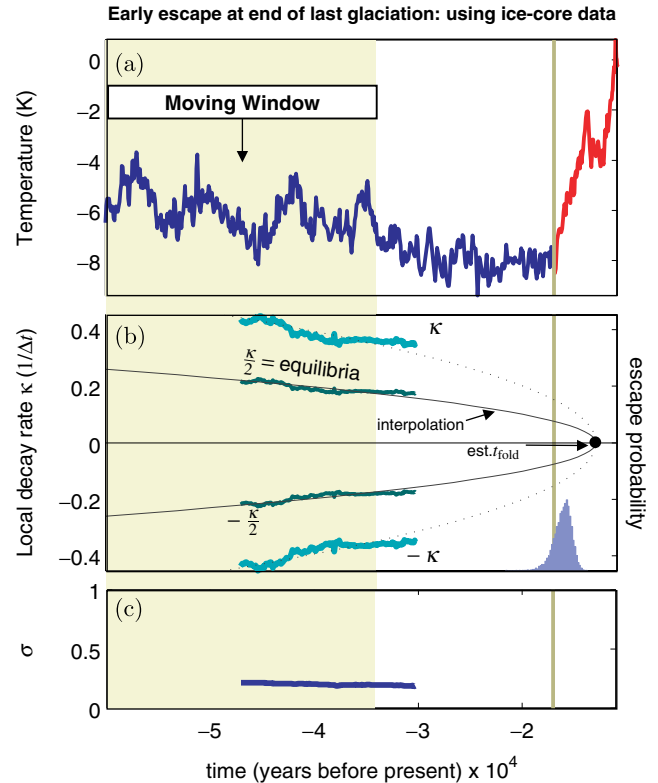 Early escape at end of last glaciation: using ice-core data
(a)
Moving Window
Temperature (K)
0
−2
−4
−6
−8
(b)
κ
κ/2 = equilibria
interpolation
est.t_fold
− κ/2
− κ
Local decay rate κ (1/Δt)
0.4
0.2
0
−0.2
−0.4
escape probability
(c)
σ
1
0.5
0
−5
−4
−3
−2
time (years before present) x 10^4